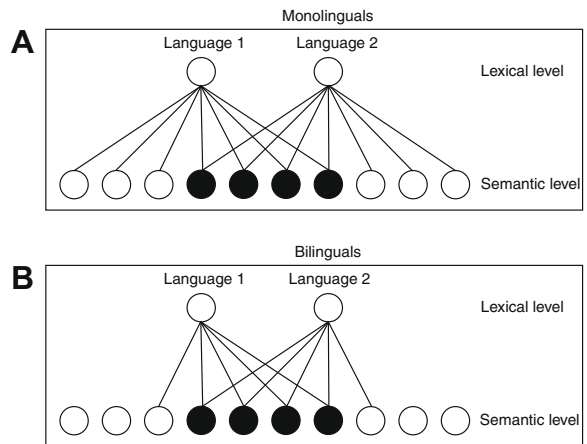 Monolinguals
A
Language 1 Language 2
Lexical level
Semantic level
Bilinguals
B
Language 1 Language 2
Lexical level
Semantic level